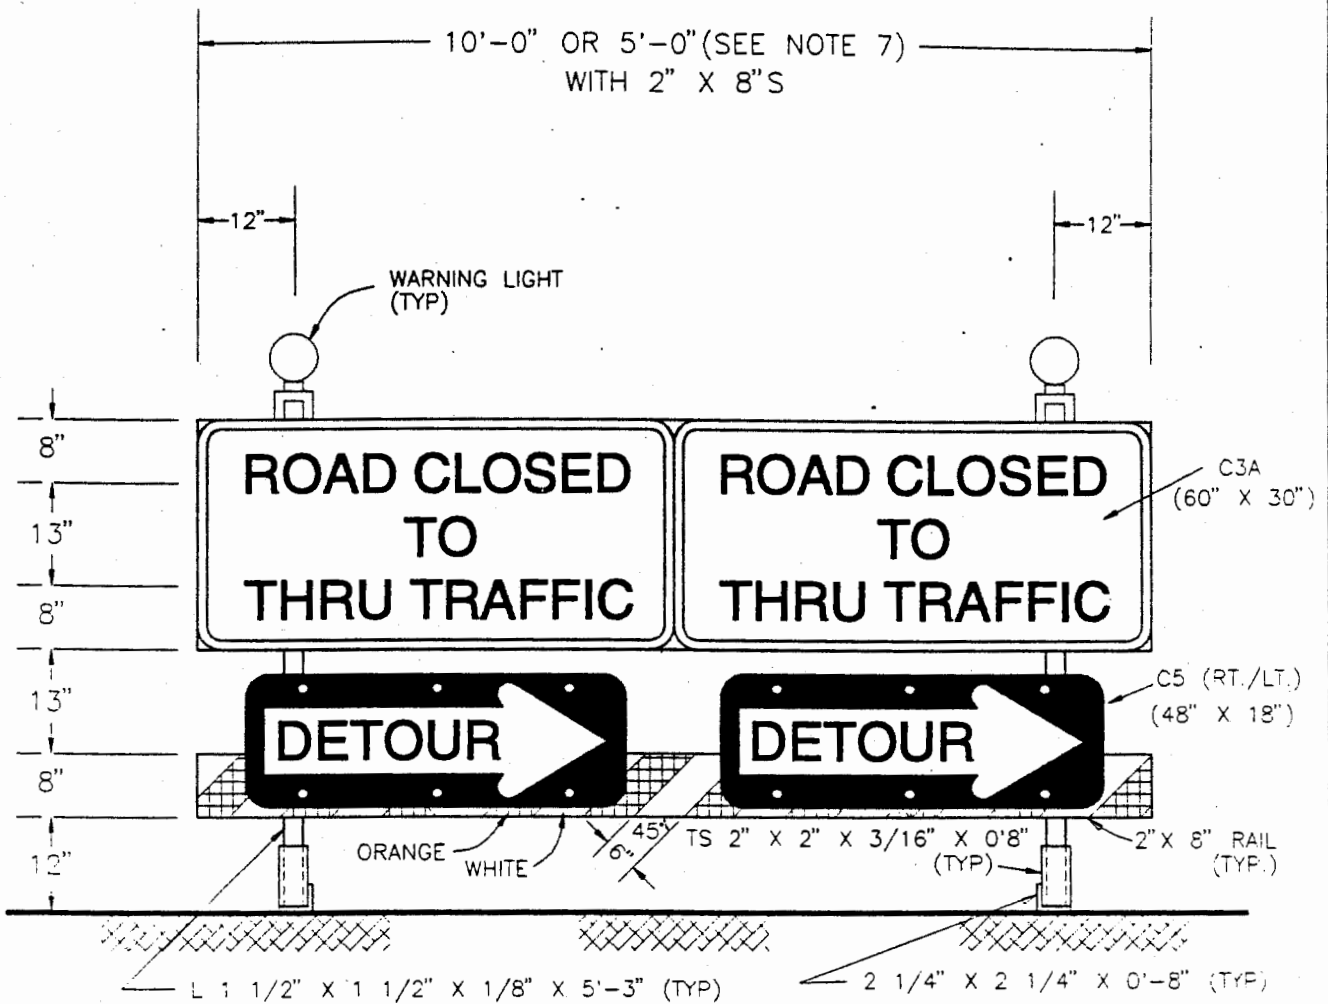 10'-0" OR 5'-0"(SEE NOTE 7)
WITH 2" X 8"S
12"
12"
WARNING LIGHT
(TYP)
8"
13"
8"
13"
8"
12"
ROAD CLOSED
TO
THRU TRAFFIC
ROAD CLOSED
TO
THRU TRAFFIC
C3A
(60" X 30")
DETOUR
DETOUR
C5 (RT./LT.)
(48" X 18")
ORANGE
WHITE
45°
6"
TS 2" X 2" X 3/16" X 0'8"
(TYP)
2"X 8" RAIL
(TYP.)
L 1 1/2" X 1 1/2" X 1/8" X 5'-3" (TYP)
2 1/4" X 2 1/4" X 0'-8" (TYP)